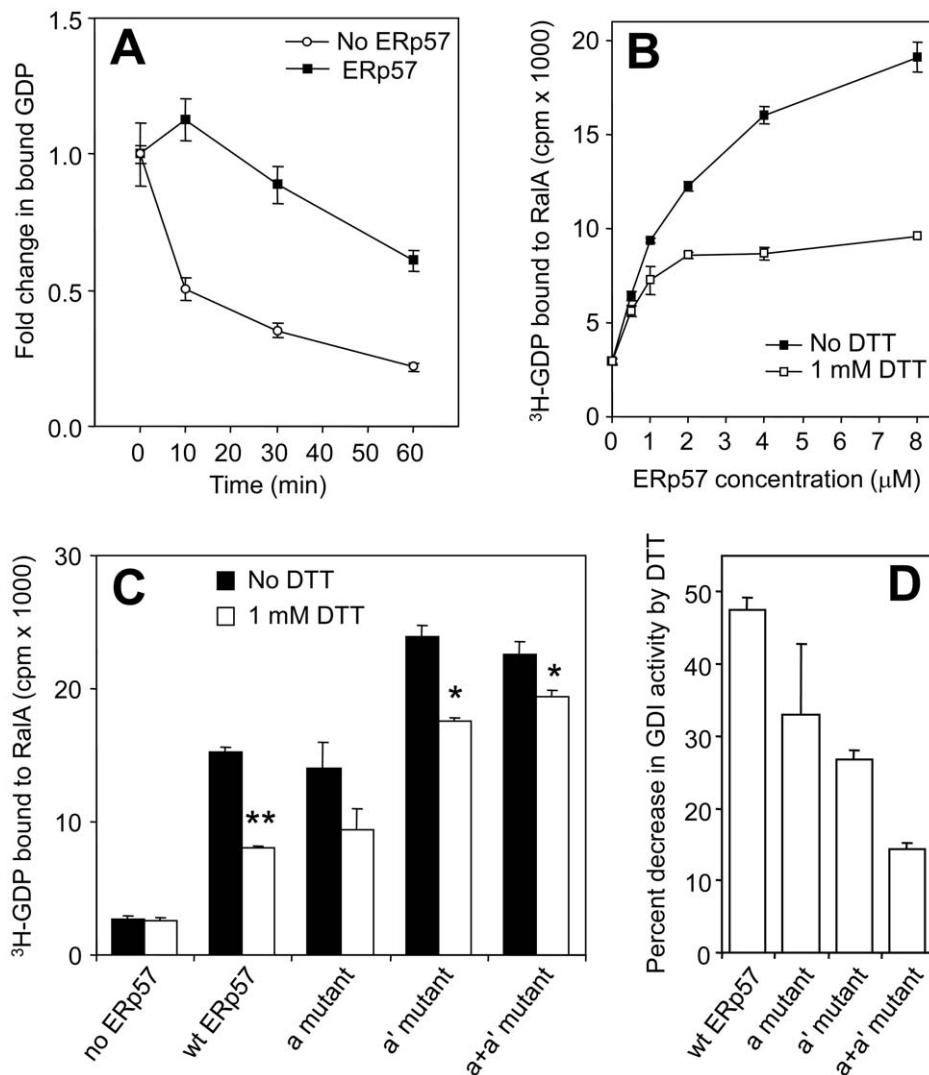 A
No ERp57
ERp57
Fold change in bound GDP
1.5
1.0
0.5
0.0
0 10 20 30 40 50 60
Time (min)
B
³H-GDP bound to RalA (cpm x 1000)
20
15
10
5
0
No DTT
1 mM DTT
0 1 2 3 4 5 6 7 8
ERp57 concentration (μM)
C
No DTT
1 mM DTT
³H-GDP bound to RalA (cpm x 1000)
30
20
10
0
**
*
*
no ERp57
wt ERp57
a mutant
a' mutant
a+a' mutant
D
Percent decrease in GDI activity by DTT
50
40
30
20
10
0
wt ERp57
a mutant
a' mutant
a+a' mutant